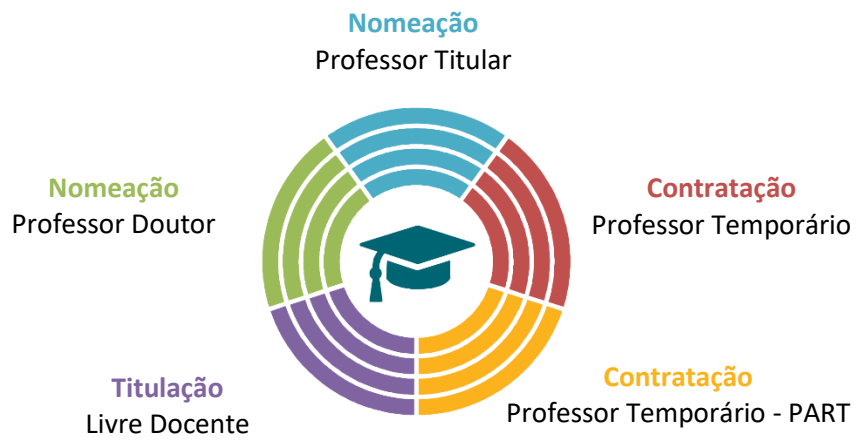 Nomeação
Professor Titular
Nomeação
Professor Doutor
Contratação
Professor Temporário
Titulação
Livre Docente
Contratação
Professor Temporário - PART